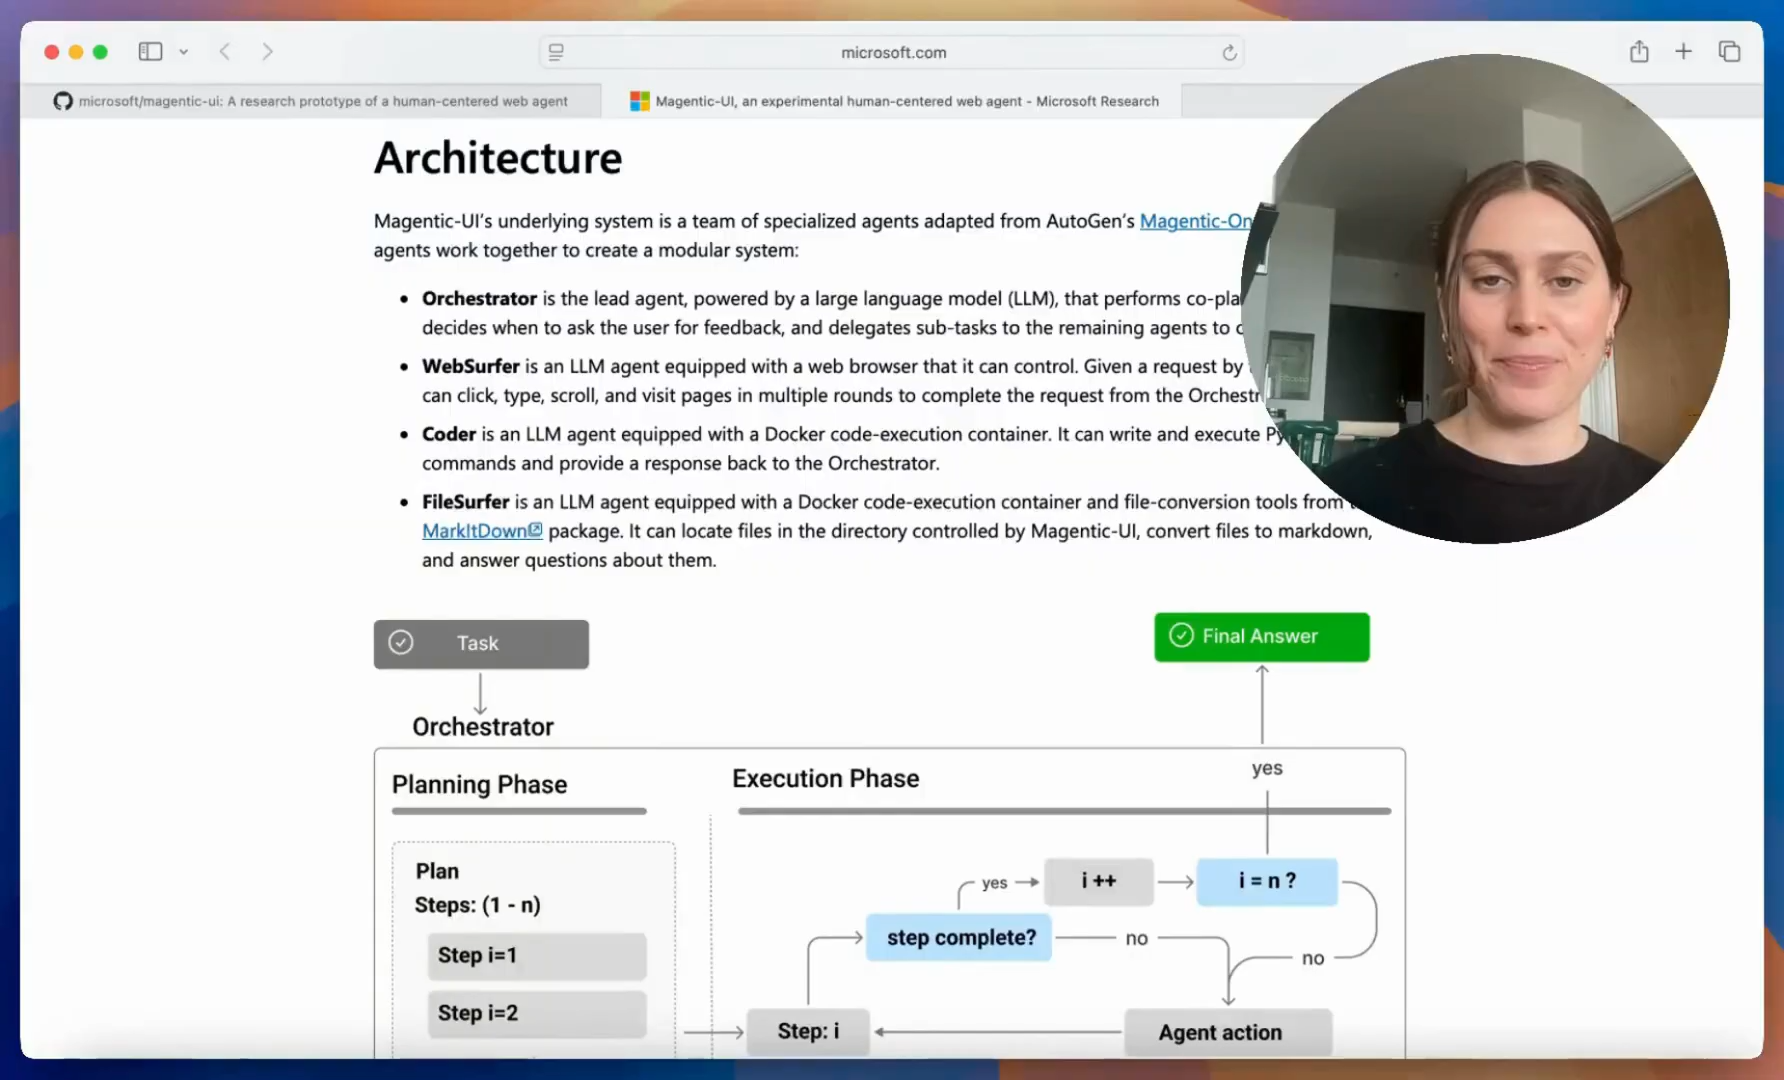 microsoft.com
microsoft/magentic-ui: A research prototype of a human-centered web agent
Magentic-UI, an experimental human-centered web agent - Microsoft Research
Architecture
Magentic-UI's underlying system is a team of specialized agents adapted from AutoGen's Magentic-On
agents work together to create a modular system:
• Orchestrator is the lead agent, powered by a large language model (LLM), that performs co-pla
decides when to ask the user for feedback, and delegates sub-tasks to the remaining agents to
• WebSurfer is an LLM agent equipped with a web browser that it can control. Given a request by
can click, type, scroll, and visit pages in multiple rounds to complete the request from the Orchestr
• Coder is an LLM agent equipped with a Docker code-execution container. It can write and execute Py
commands and provide a response back to the Orchestrator.
• FileSurfer is an LLM agent equipped with a Docker code-execution container and file-conversion tools from
MarkItDown package. It can locate files in the directory controlled by Magentic-UI, convert files to markdown,
and answer questions about them.
Task
Final Answer
Orchestrator
Planning Phase
Execution Phase
yes
Plan
Steps: (1 - n)
Step i=1
Step i=2
yes
i ++
i = n ?
step complete?
no
no
Step: i
Agent action